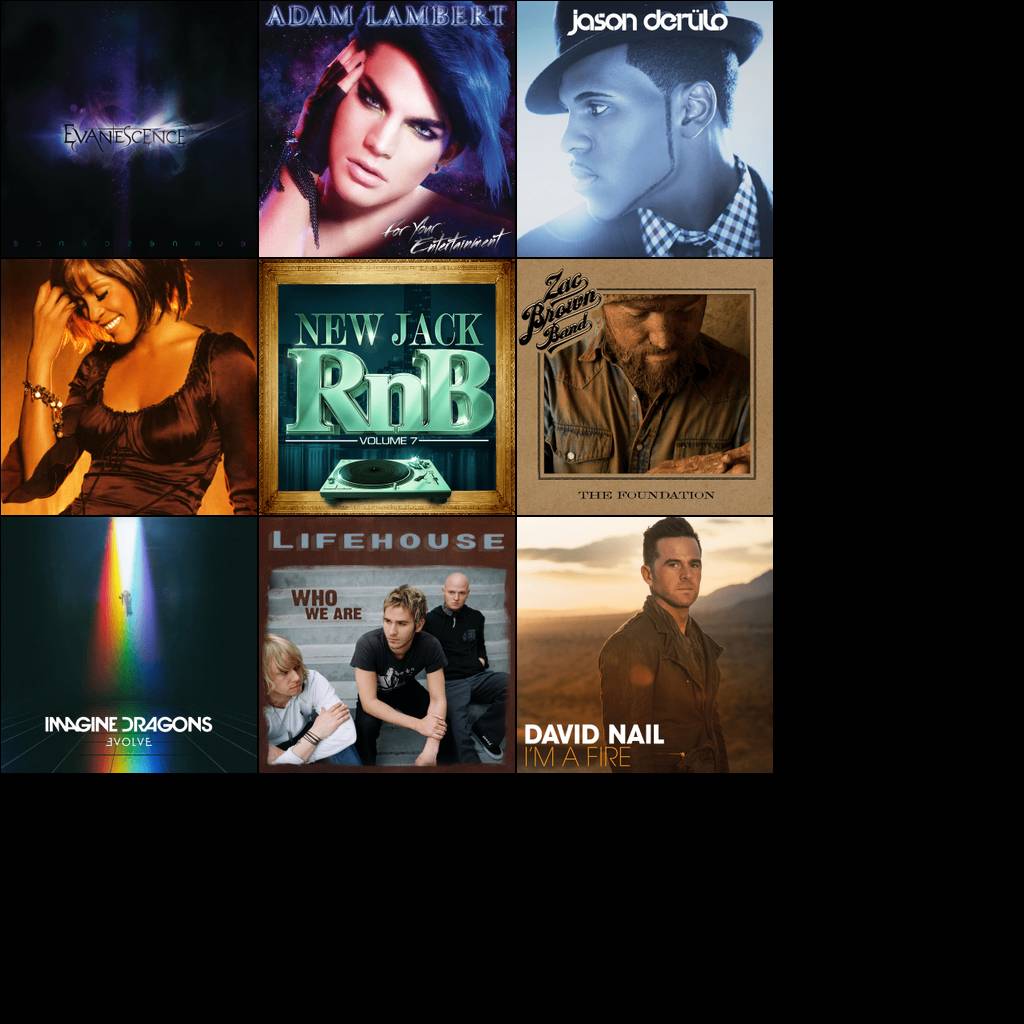 EVANESCENCE
ADAM LAMBERT
For Your
Entertainment
jason derülo
NEW JACK
RnB
VOLUME 7
Zac
Brown
Band
THE FOUNDATION
IMAGINE DRAGONS
EVOLVE
LIFEHOUSE
WHO
WE ARE
DAVID NAIL
I'M A FIRE